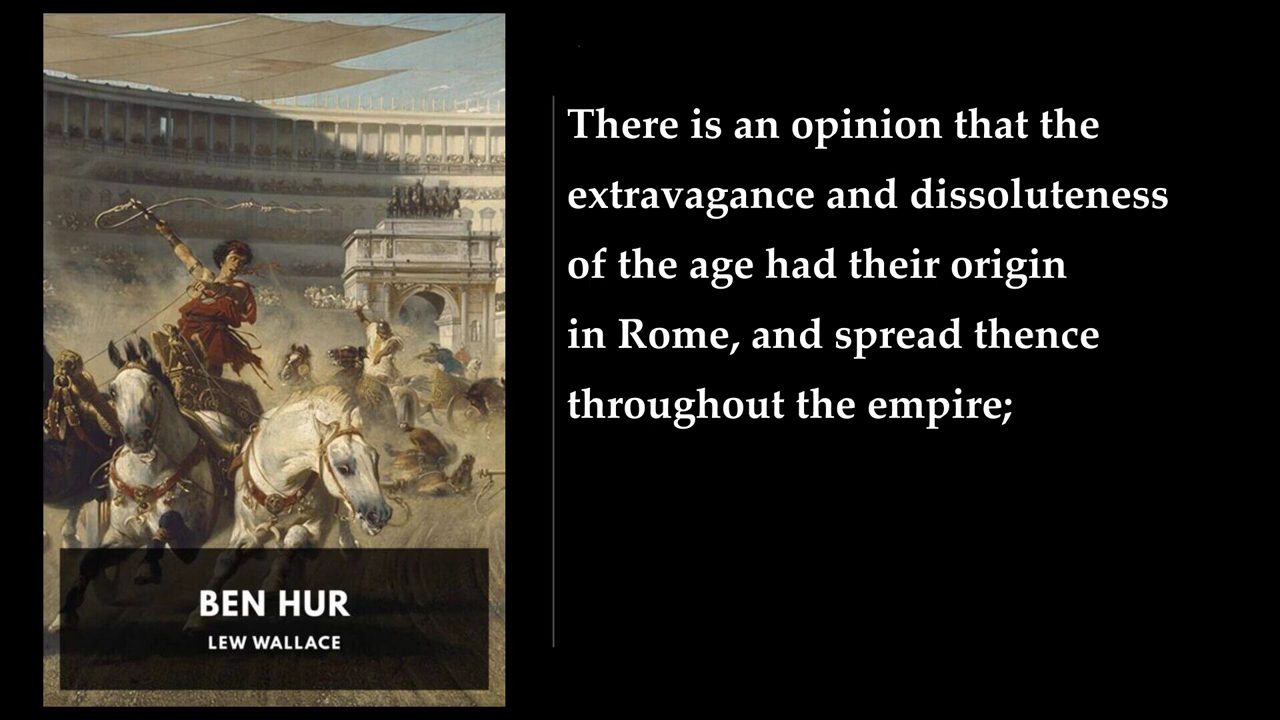 BEN HUR
LEW WALLACE
There is an opinion that the
extravagance and dissoluteness
of the age had their origin
in Rome, and spread thence
throughout the empire;